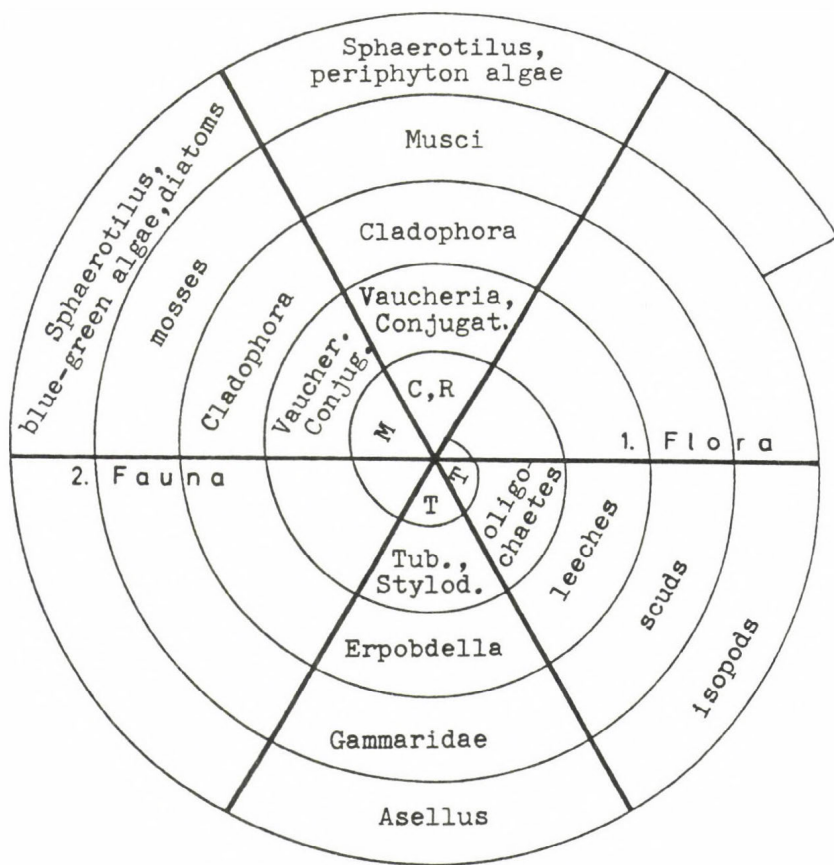 Sphaerotilus,
periphyton algae
Musci
Cladophora
Vaucheria,
Conjugat.
C,R
Sphaerotilus,
blue-green algae,diatoms
mosses
Cladophora
Vaucher.
Conjug.
M
1. Flora
2. Fauna
T
T
oligo-
chaetes
leeches
scuds
isopods
Tub.,
Stylod.
Erpobdella
Gammaridae
Asellus